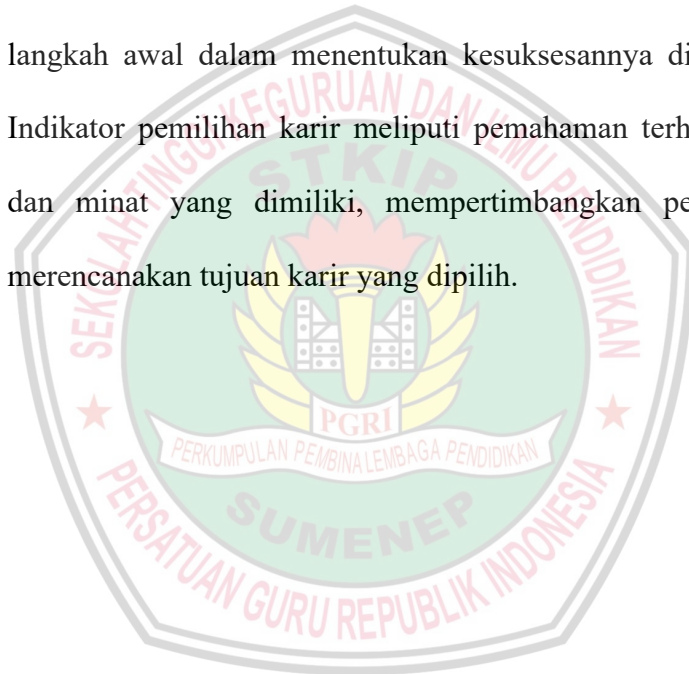 langkah awal dalam menentukan kesuksesannya di
Indikator pemilihan karir meliputi pemahaman terh
dan minat yang dimiliki, mempertimbangkan pe
merencanakan tujuan karir yang dipilih.
SEKOLAH TINGGI KEGURUAN DAN ILMU PENDIDIKAN
STKIP
PGRI
PERKUMPULAN PEMBINA LEMBAGA PENDIDIKAN
SUMENEP
PERSATUAN GURU REPUBLIK INDONESIA